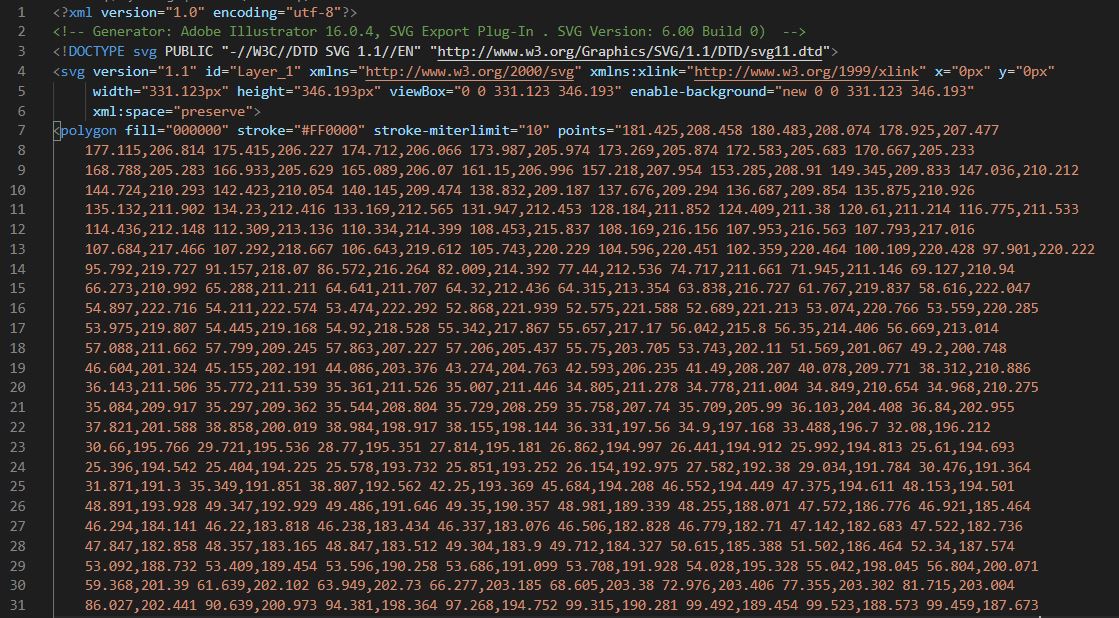 1 <?xml version="1.0" encoding="utf-8"?>
2 <!-- Generator: Adobe Illustrator 16.0.4, SVG Export Plug-In . SVG Version: 6.00 Build 0)  -->
3 <!DOCTYPE svg PUBLIC "-//W3C//DTD SVG 1.1//EN" "http://www.w3.org/Graphics/SVG/1.1/DTD/svg11.dtd">
4 <svg version="1.1" id="Layer_1" xmlns="http://www.w3.org/2000/svg" xmlns:xlink="http://www.w3.org/1999/xlink" x="0px" y="0px"
5 width="331.123px" height="346.193px" viewBox="0 0 331.123 346.193" enable-background="new 0 0 331.123 346.193"
6 xml:space="preserve">
7 <polygon fill="000000" stroke="#FF0000" stroke-miterlimit="10" points="181.425,208.458 180.483,208.074 178.925,207.477
8 177.115,206.814 175.415,206.227 174.712,206.066 173.987,205.974 173.269,205.874 172.583,205.683 170.667,205.233
9 168.788,205.283 166.933,205.629 165.089,206.07 161.15,206.996 157.218,207.954 153.285,208.91 149.345,209.833 147.036,210.212
10 144.724,210.293 142.423,210.054 140.145,209.474 138.832,209.187 137.676,209.294 136.687,209.854 135.875,210.926
11 135.132,211.902 134.23,212.416 133.169,212.565 131.947,212.453 128.184,211.852 124.409,211.38 120.61,211.214 116.775,211.533
12 114.436,212.148 112.309,213.136 110.334,214.399 108.453,215.837 108.169,216.156 107.953,216.563 107.793,217.016
13 107.684,217.466 107.292,218.667 106.643,219.612 105.743,220.229 104.596,220.451 102.359,220.464 100.109,220.428 97.901,220.222
14 95.792,219.727 91.157,218.07 86.572,216.264 82.009,214.392 77.44,212.536 74.717,211.661 71.945,211.146 69.127,210.94
15 66.273,210.992 65.288,211.211 64.641,211.707 64.32,212.436 64.315,213.354 63.838,216.727 61.767,219.837 58.616,222.047
16 54.897,222.716 54.211,222.574 53.474,222.292 52.868,221.939 52.575,221.588 52.689,221.213 53.074,220.766 53.559,220.285
17 53.975,219.807 54.445,219.168 54.92,218.528 55.342,217.867 55.657,217.17 56.042,215.8 56.35,214.406 56.669,213.014
18 57.088,211.662 57.799,209.245 57.863,207.227 57.206,205.437 55.75,203.705 53.743,202.11 51.569,201.067 49.2,200.748
19 46.604,201.324 45.155,202.191 44.086,203.376 43.274,204.763 42.593,206.235 41.49,208.207 40.078,209.771 38.312,210.886
20 36.143,211.506 35.772,211.539 35.361,211.526 35.007,211.446 34.805,211.278 34.778,211.004 34.849,210.654 34.968,210.275
21 35.084,209.917 35.297,209.362 35.544,208.804 35.729,208.259 35.758,207.74 35.709,205.99 36.103,204.408 36.84,202.955
22 37.821,201.588 38.858,200.019 38.984,198.917 38.155,198.144 36.331,197.56 34.9,197.168 33.488,196.7 32.08,196.212
23 30.66,195.766 29.721,195.536 28.77,195.351 27.814,195.181 26.862,194.997 26.441,194.912 25.992,194.813 25.61,194.693
24 25.396,194.542 25.404,194.225 25.578,193.732 25.851,193.252 26.154,192.975 27.582,192.38 29.034,191.784 30.476,191.364
25 31.871,191.3 35.349,191.851 38.807,192.562 42.25,193.369 45.684,194.208 46.552,194.449 47.375,194.611 48.153,194.501
26 48.891,193.928 49.347,192.929 49.486,191.646 49.35,190.357 48.981,189.339 48.255,188.071 47.572,186.776 46.921,185.464
27 46.294,184.141 46.22,183.818 46.238,183.434 46.337,183.076 46.506,182.828 46.779,182.71 47.142,182.683 47.522,182.736
28 47.847,182.858 48.357,183.165 48.847,183.512 49.304,183.9 49.712,184.327 50.615,185.388 51.502,186.464 52.34,187.574
29 53.092,188.732 53.409,189.454 53.596,190.258 53.686,191.099 53.708,191.928 54.028,195.328 55.042,198.045 56.804,200.071
30 59.368,201.39 61.639,202.102 63.949,202.73 66.277,203.185 68.605,203.38 72.976,203.406 77.355,203.302 81.715,203.004
31 86.027,202.441 90.639,200.973 94.381,198.364 97.268,194.752 99.315,190.281 99.492,189.454 99.523,188.573 99.459,187.673